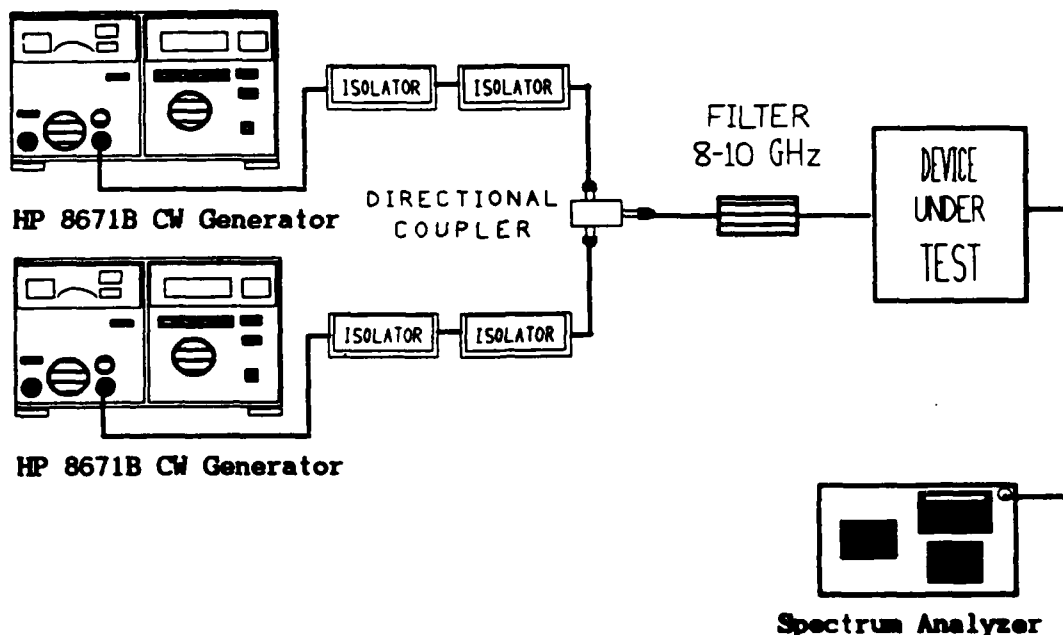 ISOLATOR ISOLATOR
FILTER
8-10 GHz
DEVICE
UNDER
TEST
DIRECTIONAL
COUPLER
HP 8671B CW Generator
ISOLATOR ISOLATOR
HP 8671B CW Generator
Spectrum Analyzer